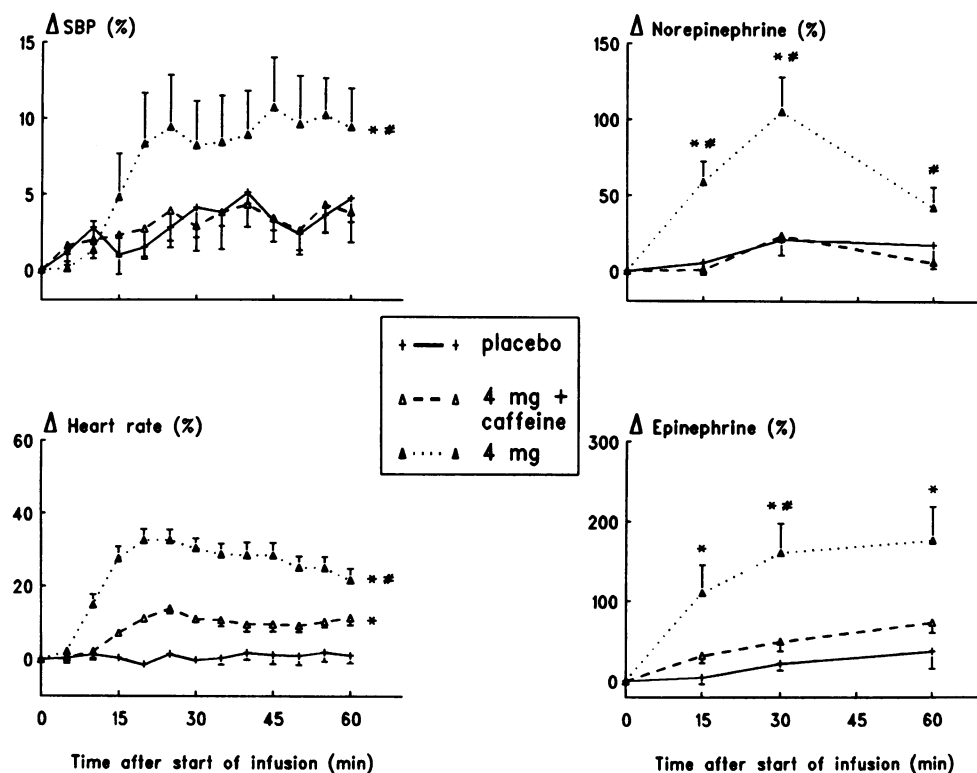 Δ SBP (%)
15
10
5
0
* #
Δ Norepinephrine (%)
150
100
50
0
* #
* #
#
placebo
4 mg +
caffeine
4 mg
Δ Heart rate (%)
60
40
20
0
* #
*
0 15 30 45 60
Time after start of infusion (min)
Δ Epinephrine (%)
300
200
100
0
*
* #
*
0 15 30 45 60
Time after start of infusion (min)